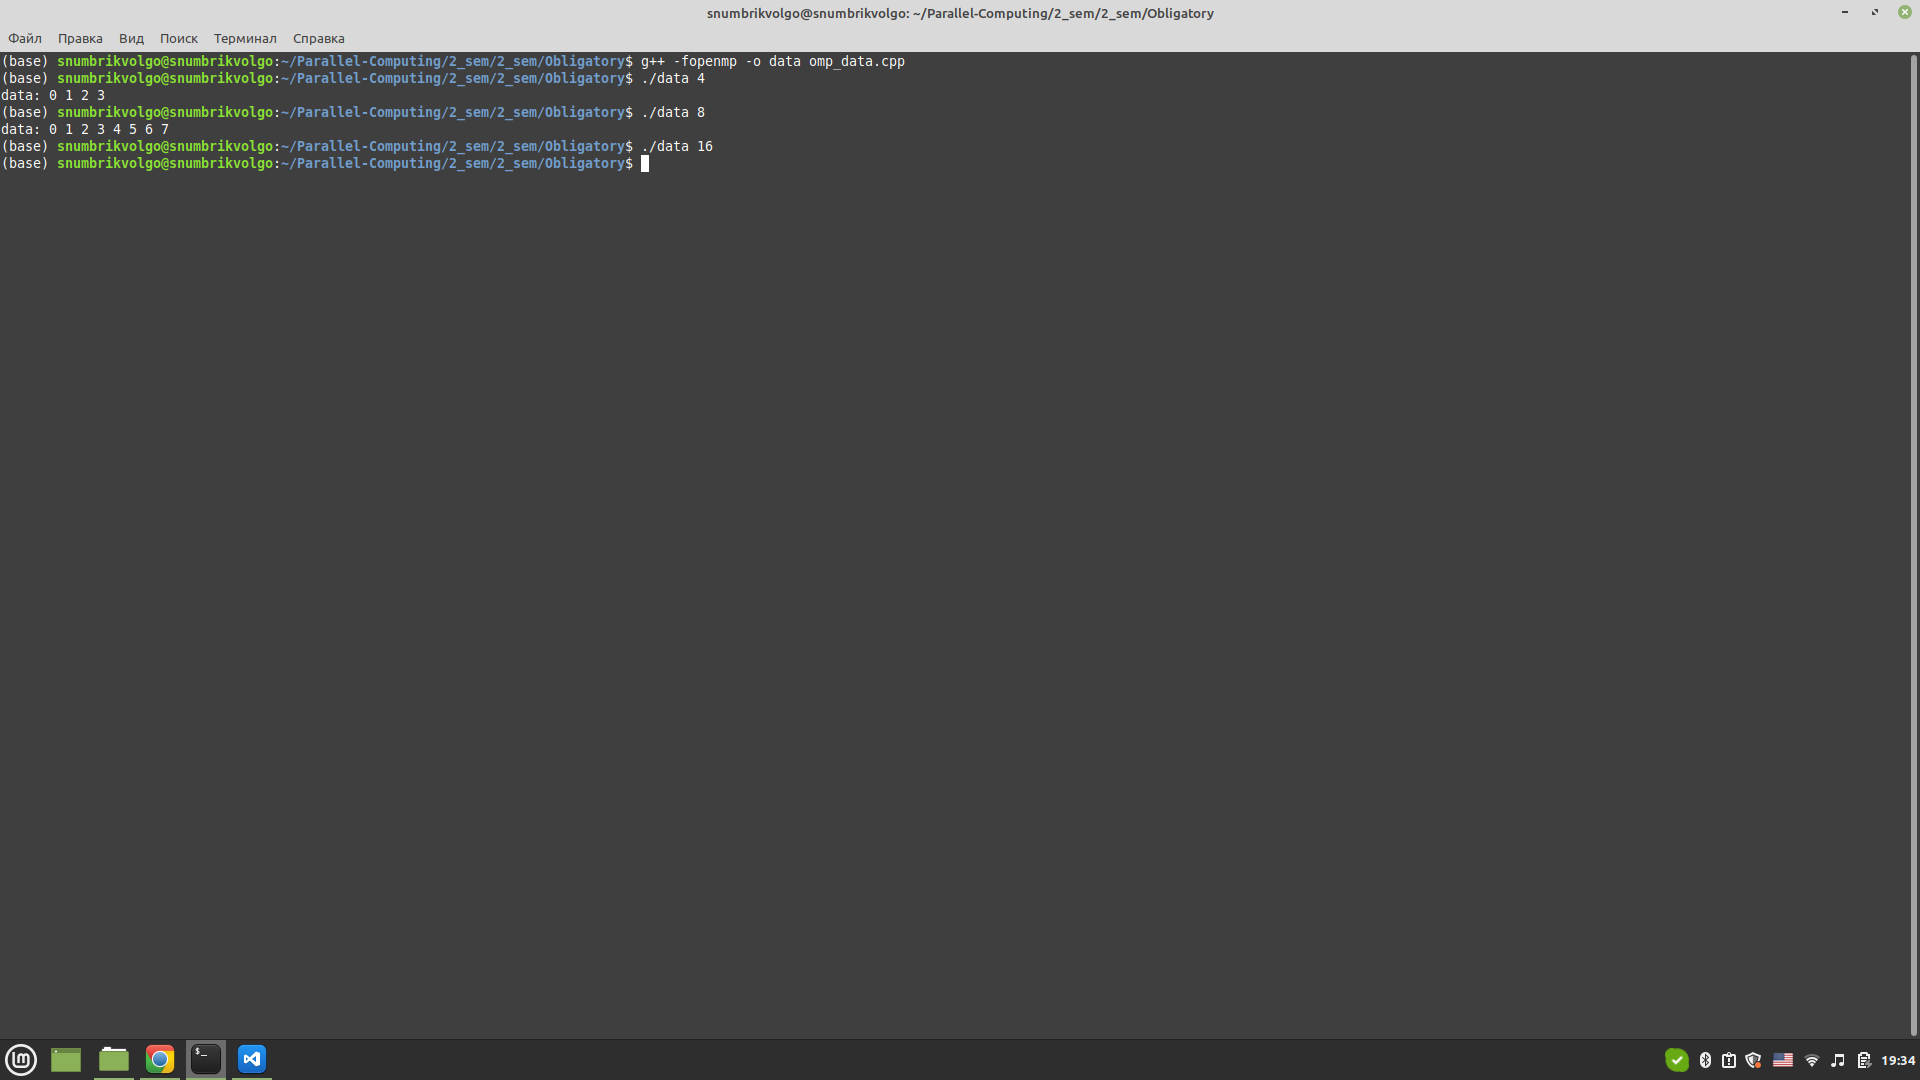 snumbrikvolgo@snumbrikvolgo: ~/Parallel-Computing/2_sem/2_sem/Obligatory
Файл Правка Вид Поиск Терминал Справка
(base) snumbrikvolgo@snumbrikvolgo:~/Parallel-Computing/2_sem/2_sem/Obligatory$ g++ -fopenmp -o data omp_data.cpp
(base) snumbrikvolgo@snumbrikvolgo:~/Parallel-Computing/2_sem/2_sem/Obligatory$ ./data 4
data: 0 1 2 3
(base) snumbrikvolgo@snumbrikvolgo:~/Parallel-Computing/2_sem/2_sem/Obligatory$ ./data 8
data: 0 1 2 3 4 5 6 7
(base) snumbrikvolgo@snumbrikvolgo:~/Parallel-Computing/2_sem/2_sem/Obligatory$ ./data 16
(base) snumbrikvolgo@snumbrikvolgo:~/Parallel-Computing/2_sem/2_sem/Obligatory$
19:34